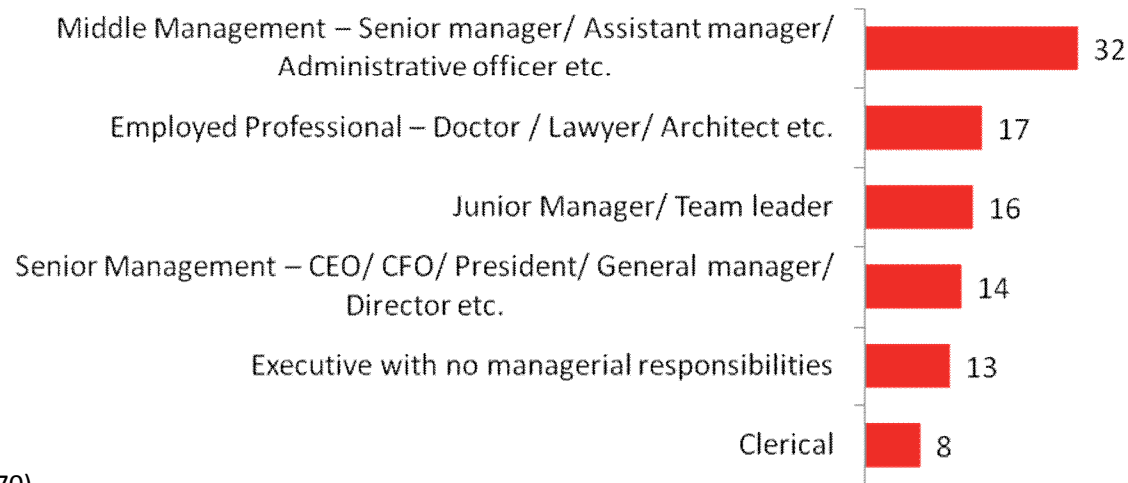 Middle Management – Senior manager/ Assistant manager/
Administrative officer etc.
32
Employed Professional – Doctor / Lawyer/ Architect etc.
17
Junior Manager/ Team leader
16
Senior Management – CEO/ CFO/ President/ General manager/
Director etc.
14
Executive with no managerial responsibilities
13
Clerical
8